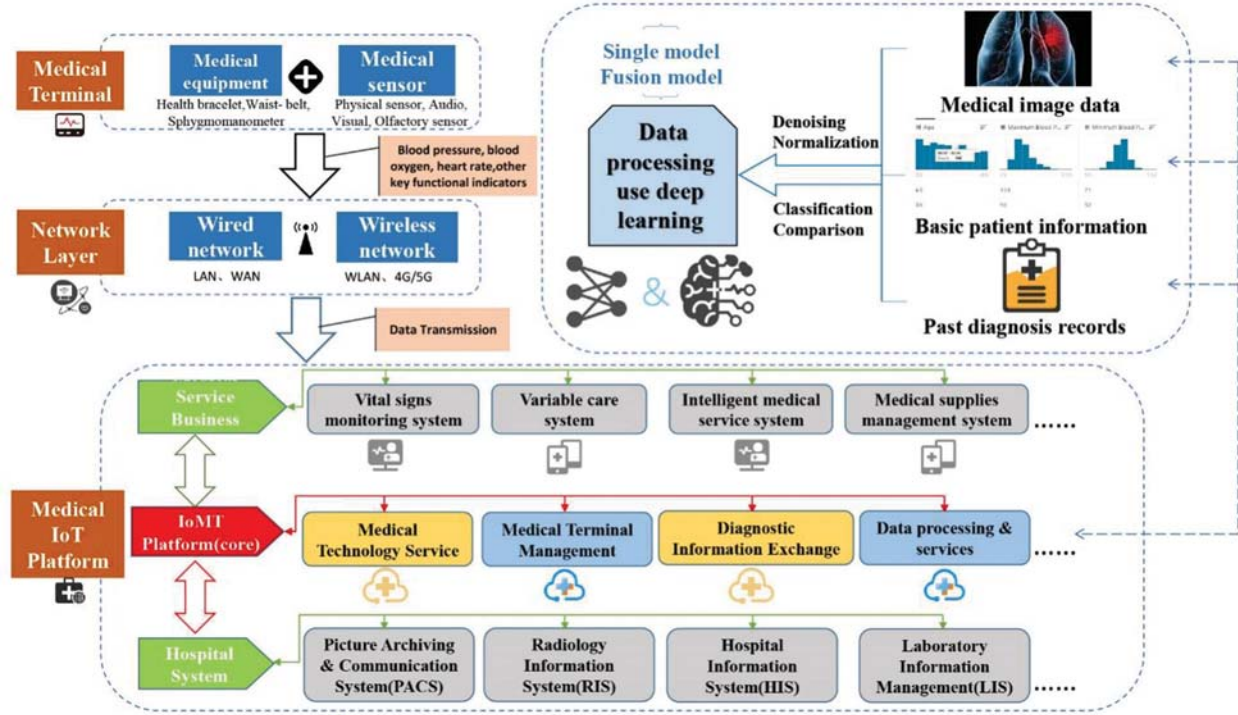 Medical
Terminal
Medical
equipment
Medical
sensor
Health bracelet,Waist- belt,
Sphygmomanometer
Physical sensor, Audio,
Visual, Olfactory sensor
Blood pressure, blood
oxygen, heart rate,other
key functional indicators
Network
Layer
Wired
network
Wireless
network
LAN、WAN
WLAN、4G/5G
Data Transmission
Single model
Fusion model
Data
processing
use deep
learning
&
Denoising
Normalization
Classification
Comparison
Medical image data
Basic patient information
Past diagnosis records
Medical
IoT
Platform
Service
Business
Vital signs
monitoring system
Variable care
system
Intelligent medical
service system
Medical supplies
management system
......
IoMT
Platform(core)
Medical
Technology Service
Medical Terminal
Management
Diagnostic
Information Exchange
Data processing &
services
......
Hospital
System
Picture Archiving
& Communication
System(PACS)
Radiology
Information
System(RIS)
Hospital
Information
System(HIS)
Laboratory
Information
Management(LIS)
......